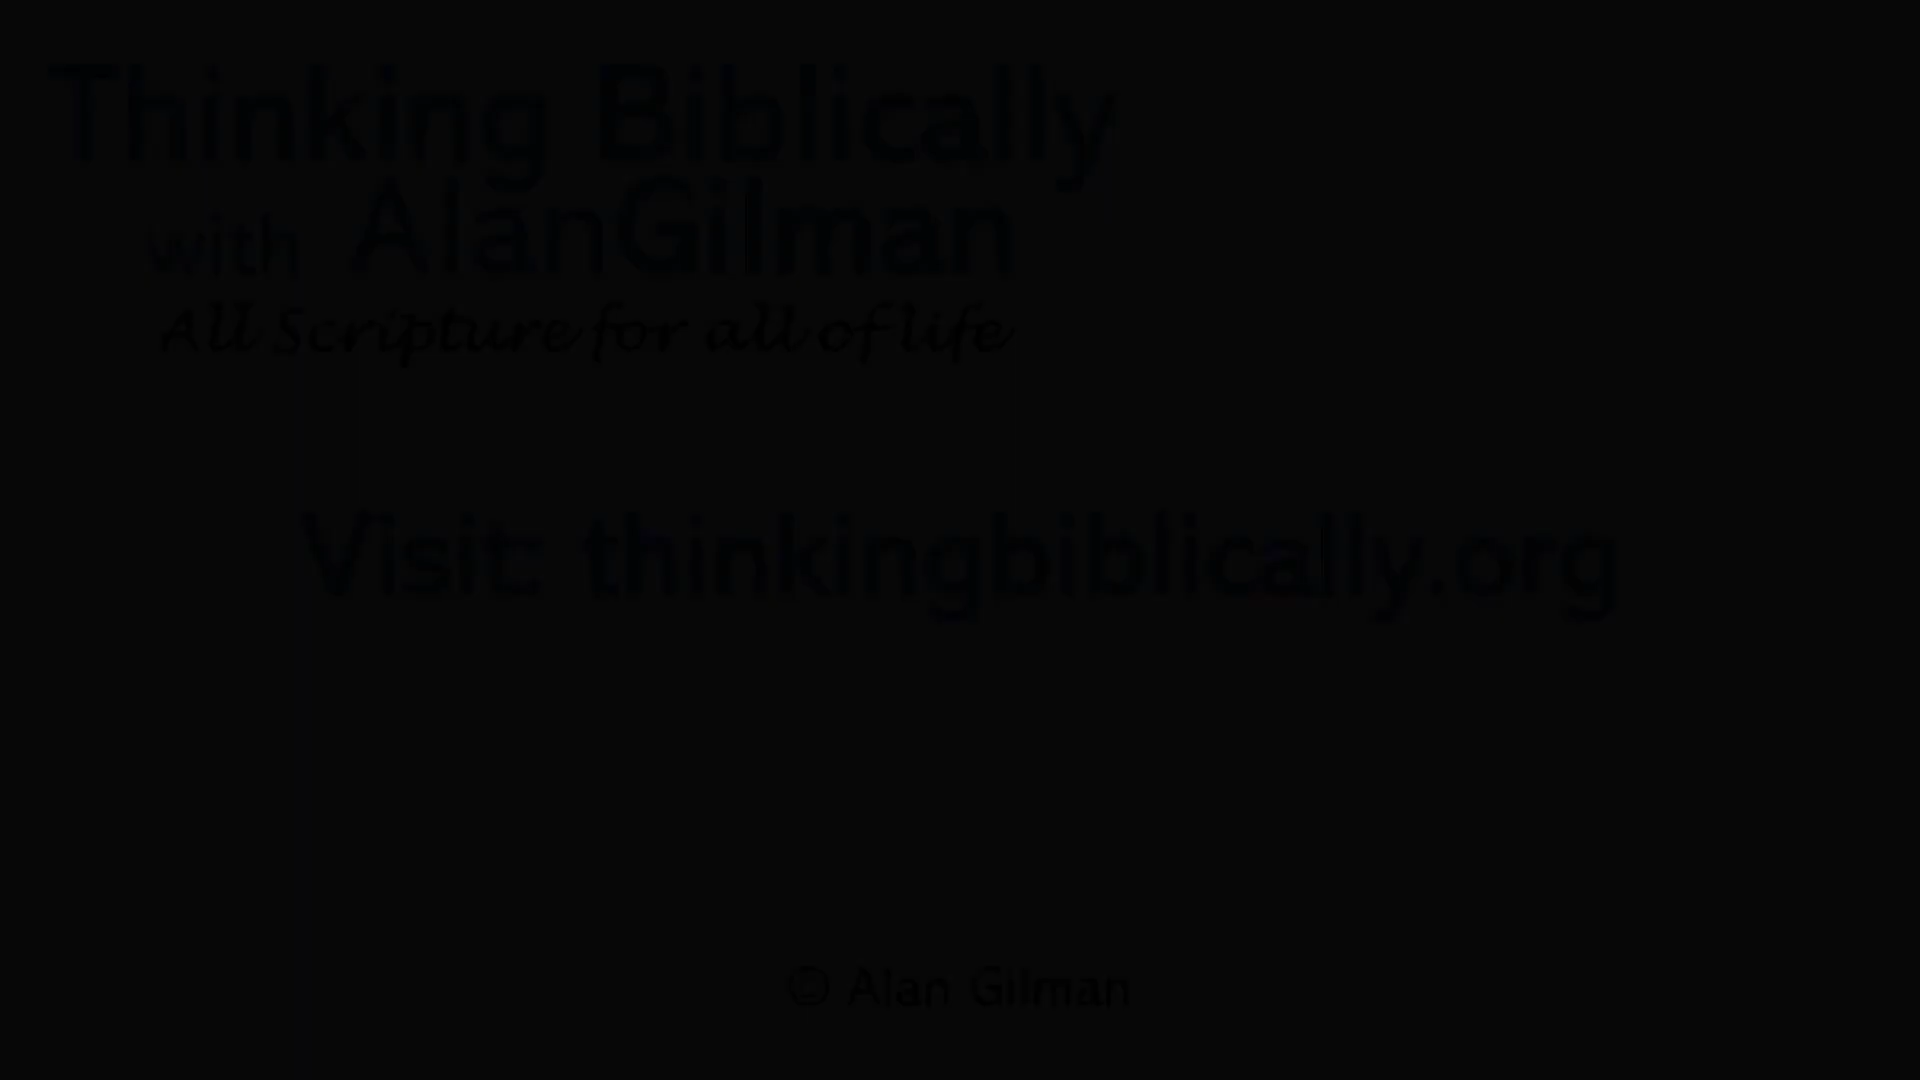 Thinking Biblically
with AlanGilman
All Scripture for all of life
Visit: thinkingbiblically.org
© Alan Gilman